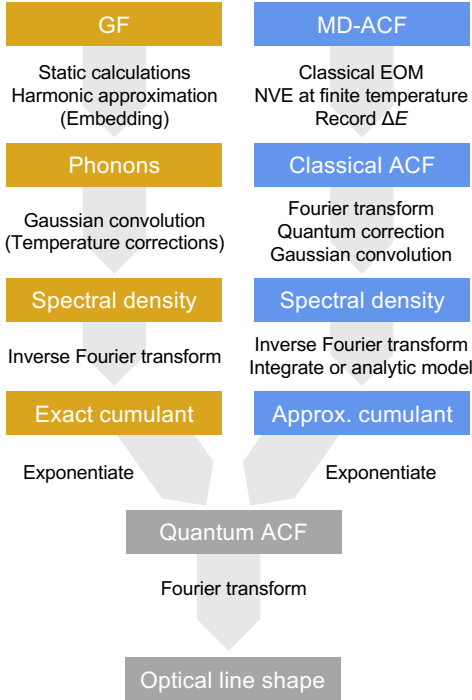 GF
MD-ACF
Static calculations
Harmonic approximation
(Embedding)
Classical EOM
NVE at finite temperature
Record ΔE
Phonons
Classical ACF
Gaussian convolution
(Temperature corrections)
Fourier transform
Quantum correction
Gaussian convolution
Spectral density
Spectral density
Inverse Fourier transform
Inverse Fourier transform
Integrate or analytic model
Exact cumulant
Approx. cumulant
Exponentiate
Exponentiate
Quantum ACF
Fourier transform
Optical line shape